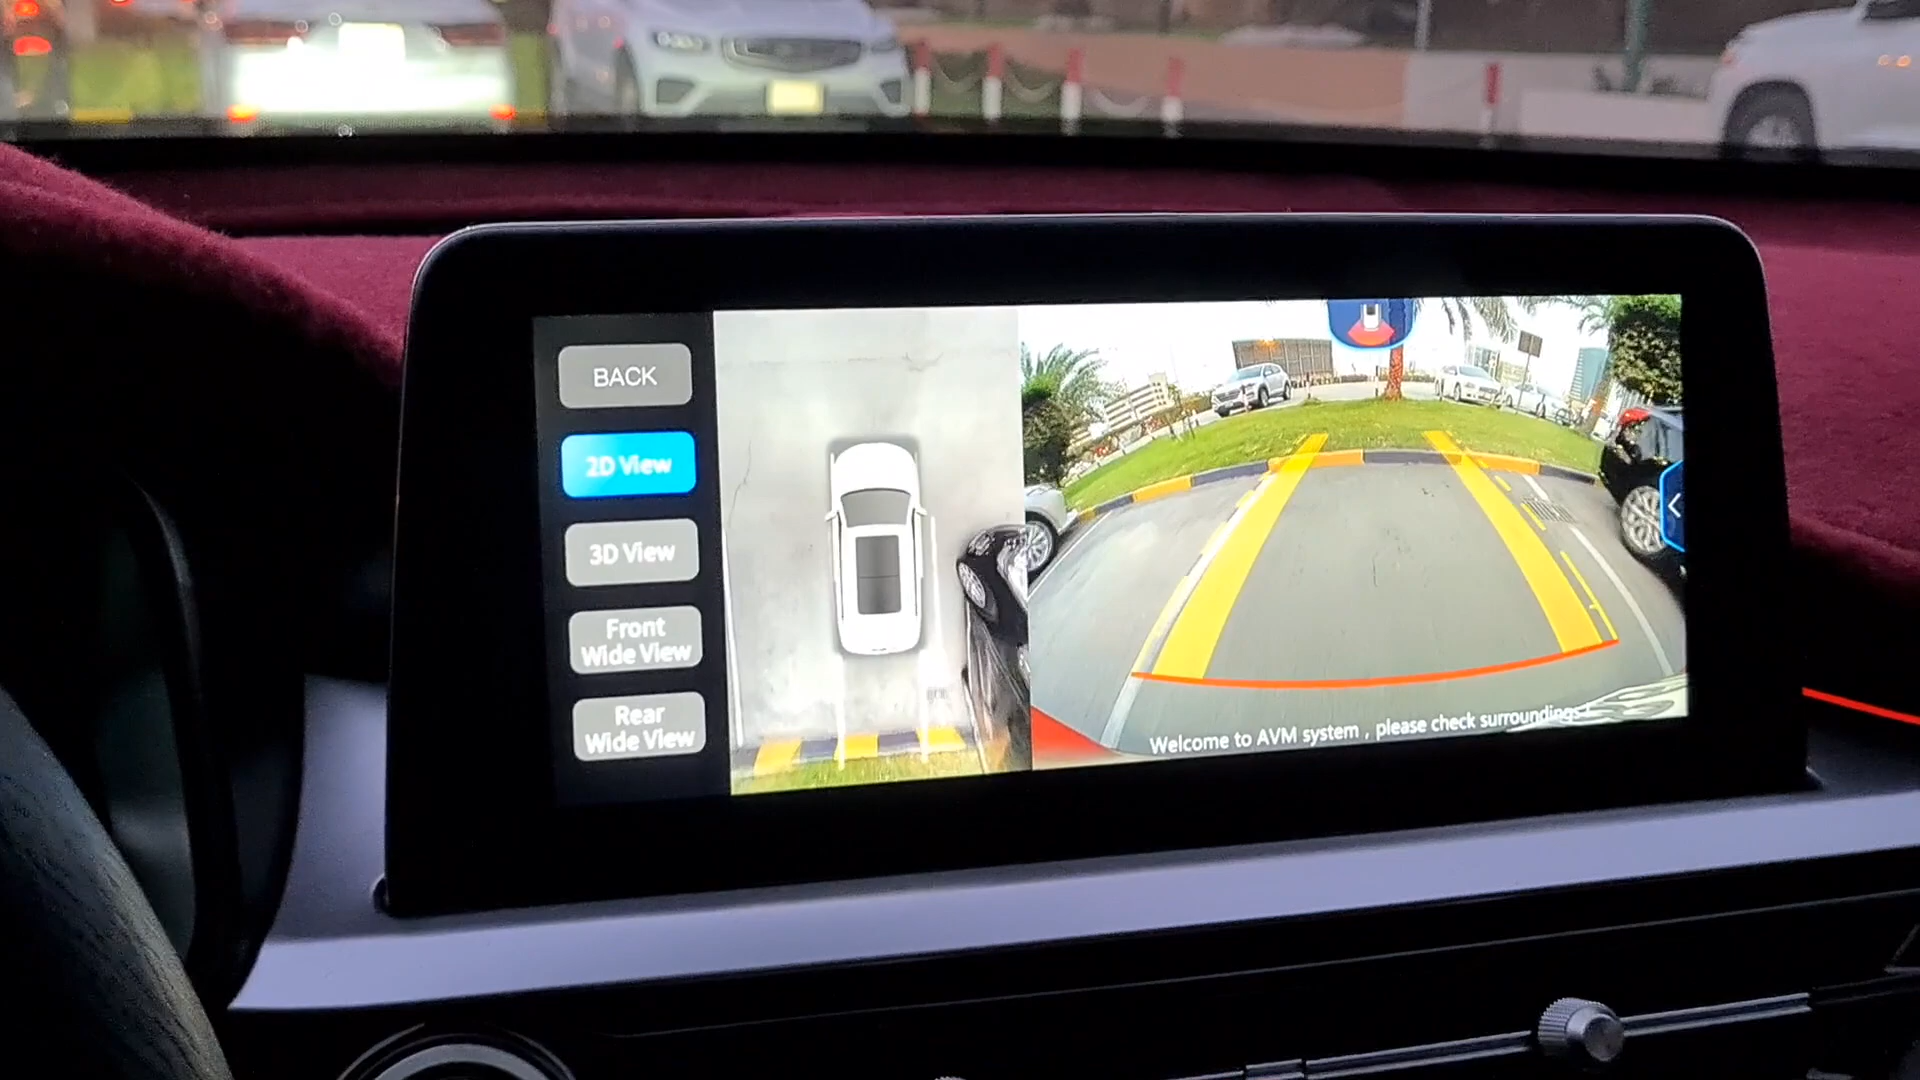 BACK
2D View
3D View
Front
Wide View
Rear
Wide View
Welcome to AVM system , please check surroundings !